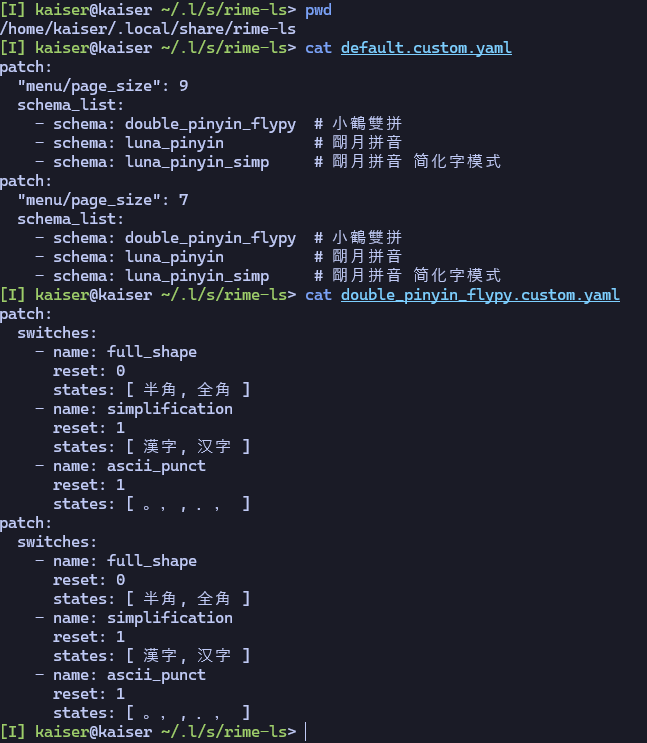 [I] kaiser@kaiser ~/.l/s/rime-ls> pwd
/home/kaiser/.local/share/rime-ls
[I] kaiser@kaiser ~/.l/s/rime-ls> cat default.custom.yaml
patch:
  "menu/page_size": 9
  schema_list:
    - schema: double_pinyin_flypy  # 小鶴雙拼
    - schema: luna_pinyin          # 朙月拼音
    - schema: luna_pinyin_simp     # 朙月拼音 简化字模式
patch:
  "menu/page_size": 7
  schema_list:
    - schema: double_pinyin_flypy  # 小鶴雙拼
    - schema: luna_pinyin          # 朙月拼音
    - schema: luna_pinyin_simp     # 朙月拼音 简化字模式
[I] kaiser@kaiser ~/.l/s/rime-ls> cat double_pinyin_flypy.custom.yaml
patch:
  switches:
    - name: full_shape
      reset: 0
      states: [ 半角, 全角 ]
    - name: simplification
      reset: 1
      states: [ 漢字, 汉字 ]
    - name: ascii_punct
      reset: 1
      states: [ 。，, ．， ]
patch:
  switches:
    - name: full_shape
      reset: 0
      states: [ 半角, 全角 ]
    - name: simplification
      reset: 1
      states: [ 漢字, 汉字 ]
    - name: ascii_punct
      reset: 1
      states: [ 。，, ．， ]
[I] kaiser@kaiser ~/.l/s/rime-ls>